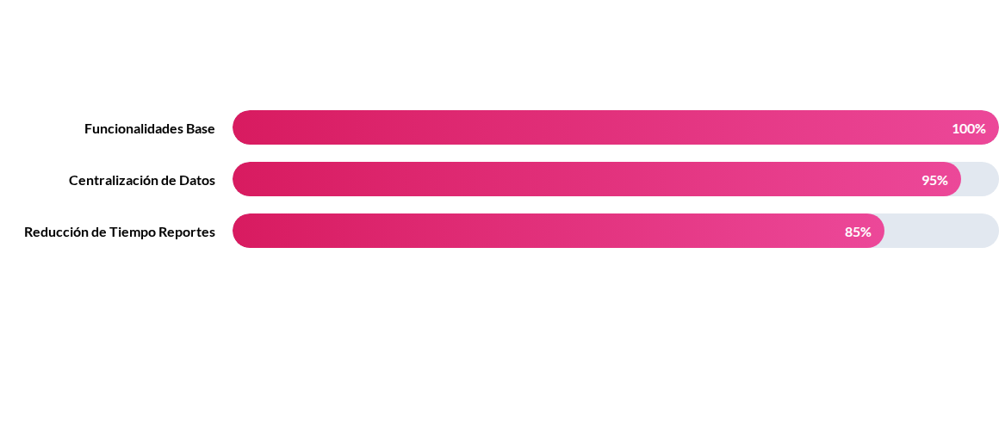 Funcionalidades Base 100%
Centralización de Datos 95%
Reducción de Tiempo Reportes 85%